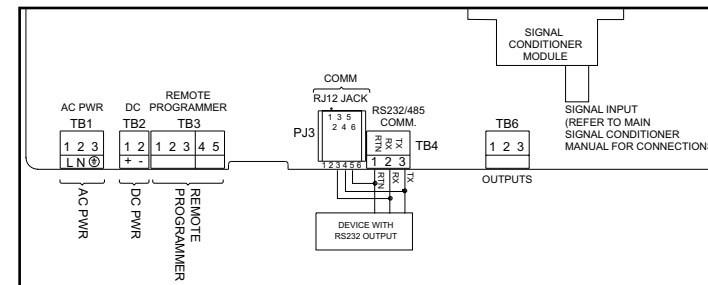 SIGNAL
CONDITIONER
MODULE
COMM
RJ12 JACK
REMOTE
PROGRAMMER
AC PWR
DC
TB1
TB2
TB3
1 2 3
1 2
1 2 3 4 5
L N
+ -
AC PWR
DC PWR
REMOTE
PROGRAMMER
PJ3
1 3 5
2 4 6
1 2 3 4 5 6
RS232/485
COMM.
TB4
RTN
RX
TX
1 2 3
RTN
RX
TX
DEVICE WITH
RS232 OUTPUT
TB6
1 2 3
OUTPUTS
SIGNAL INPUT
(REFER TO MAIN
SIGNAL CONDITIONER
MANUAL FOR CONNECTIONS